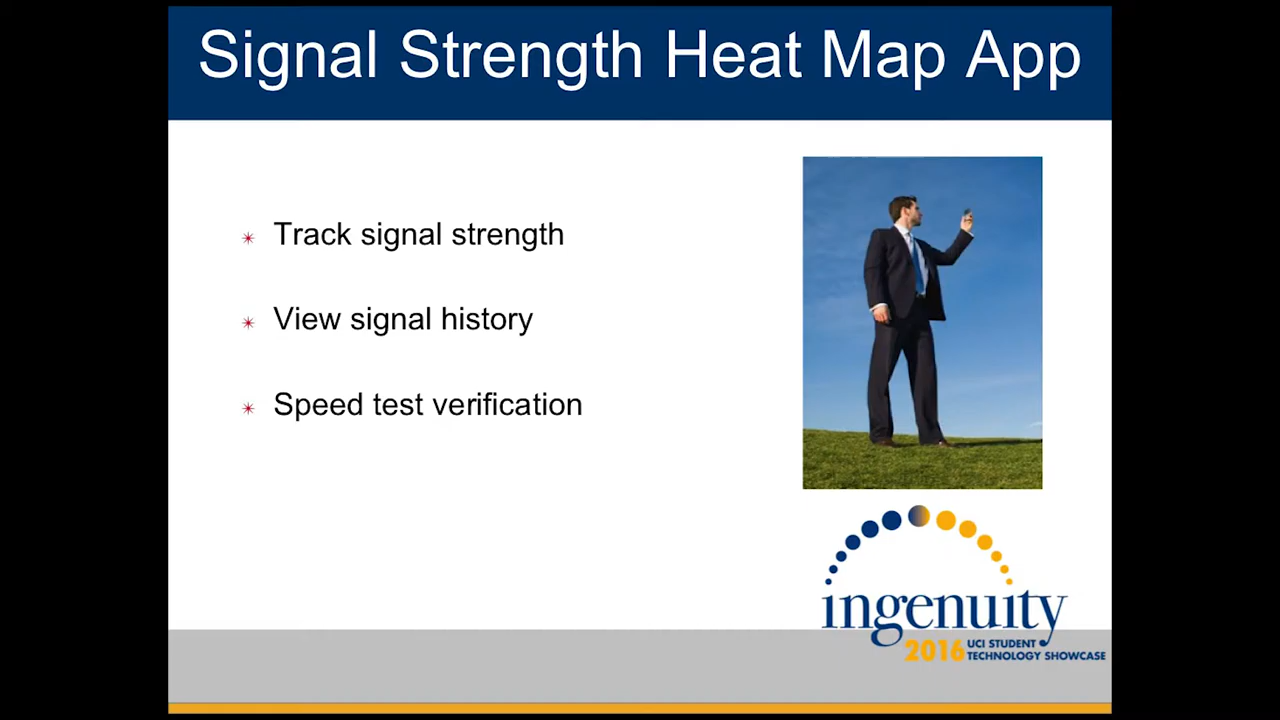 Signal Strength Heat Map App
Track signal strength
View signal history
Speed test verification
ingenuity
2016 UCI STUDENT
TECHNOLOGY SHOWCASE